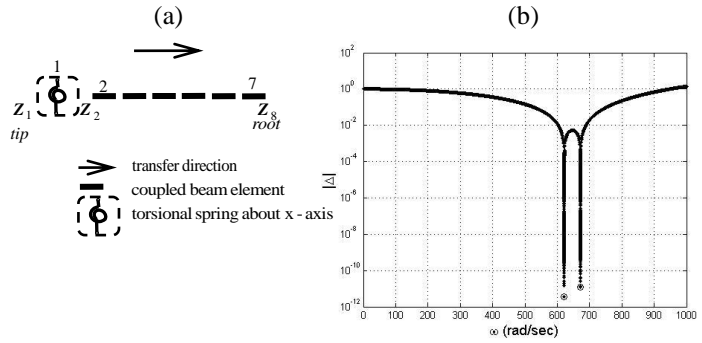 (a)
(b)
1
2
7
Z1
Z2
Z8
tip
root
transfer direction
coupled beam element
torsional spring about x - axis
10^2
10^0
10^-2
10^-4
10^-6
10^-8
10^-10
10^-12
|Δ|
0 100 200 300 400 500 600 700 800 900 1000
ω (rad/sec)